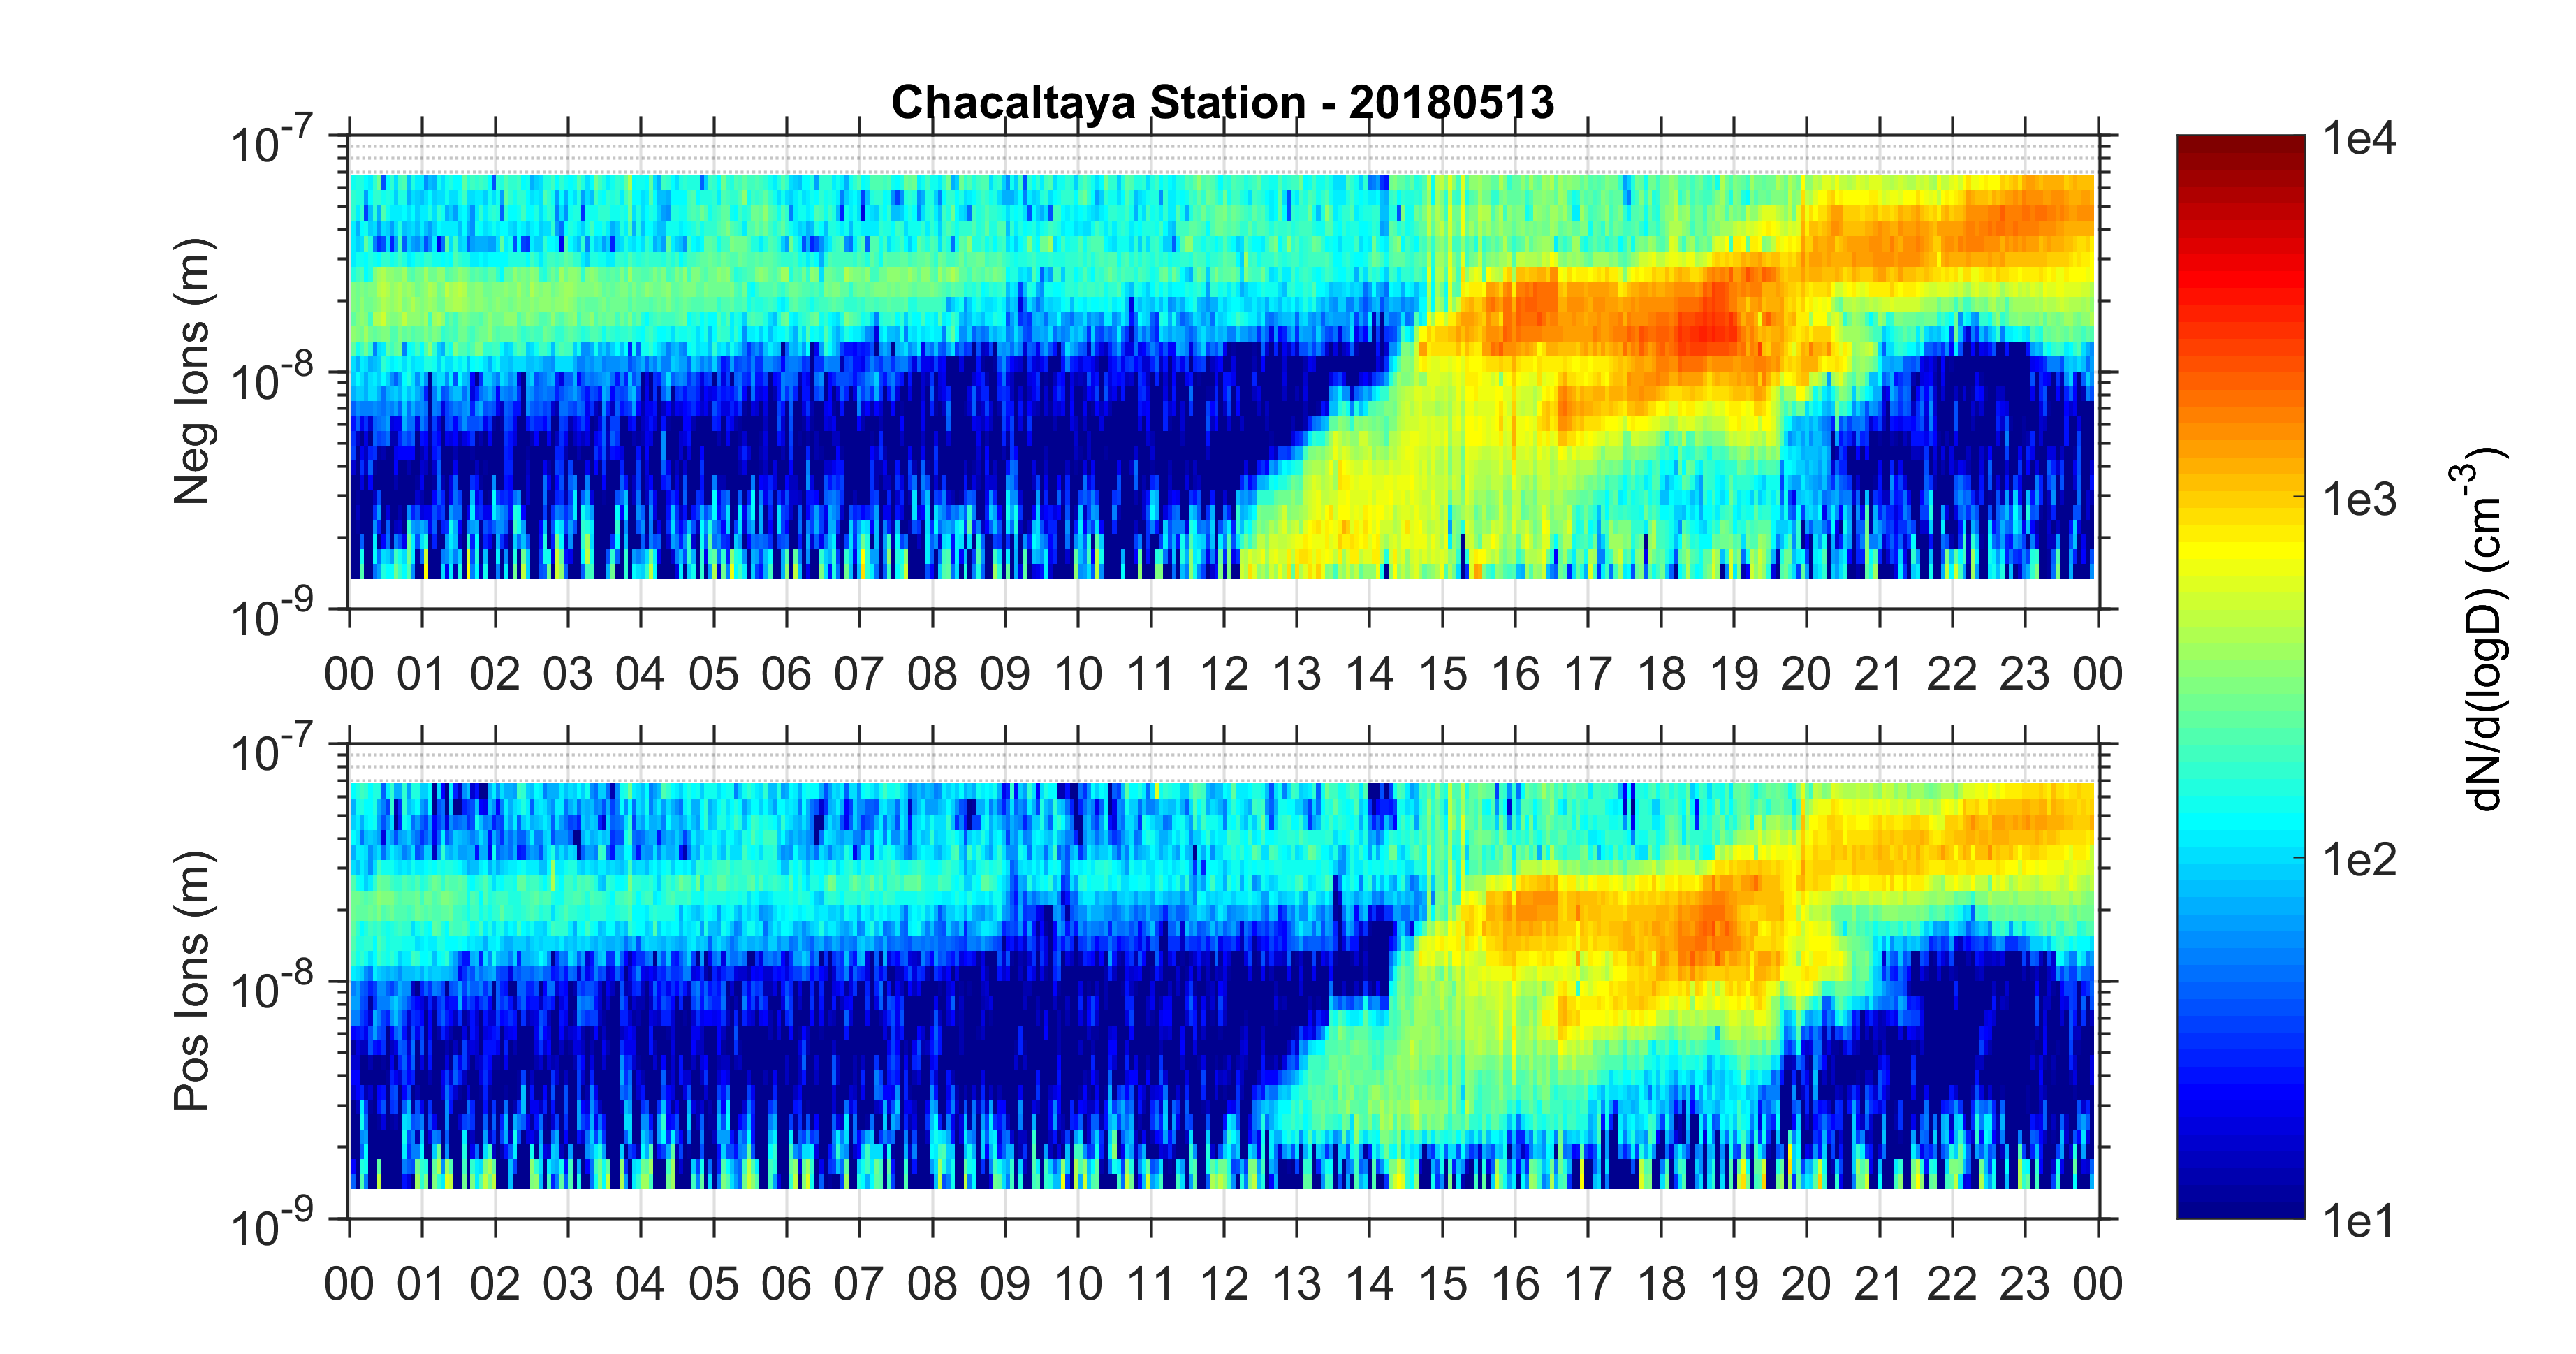 Chacaltaya Station - 20180513
10-7
10-8
10-9
Neg Ions (m)
00 01 02 03 04 05 06 07 08 09 10 11 12 13 14 15 16 17 18 19 20 21 22 23 00
10-7
10-8
10-9
Pos Ions (m)
00 01 02 03 04 05 06 07 08 09 10 11 12 13 14 15 16 17 18 19 20 21 22 23 00
1e4
1e3
1e2
1e1
dN/d(logD) (cm-3)